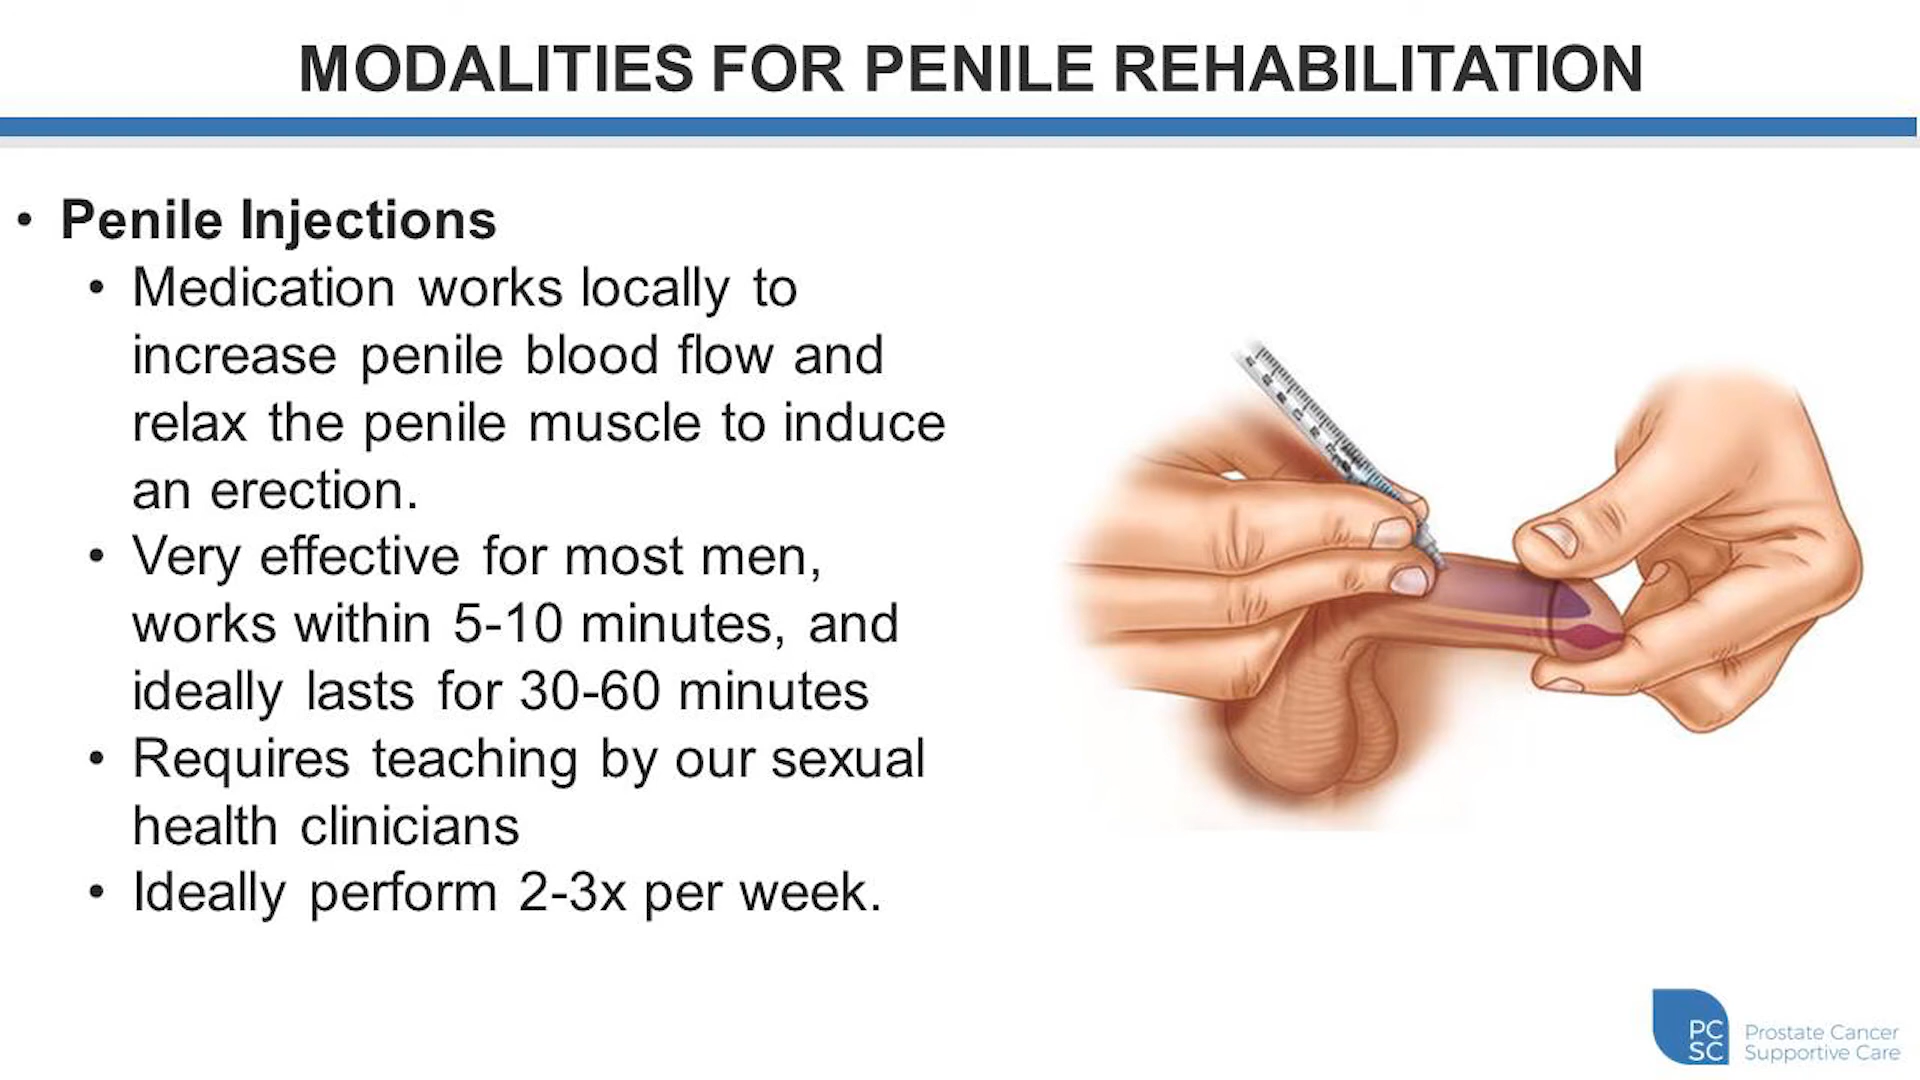 MODALITIES FOR PENILE REHABILITATION
• Penile Injections
• Medication works locally to
increase penile blood flow and
relax the penile muscle to induce
an erection.
• Very effective for most men,
works within 5-10 minutes, and
ideally lasts for 30-60 minutes
• Requires teaching by our sexual
health clinicians
• Ideally perform 2-3x per week.
PC
SC
Prostate Cancer
Supportive Care